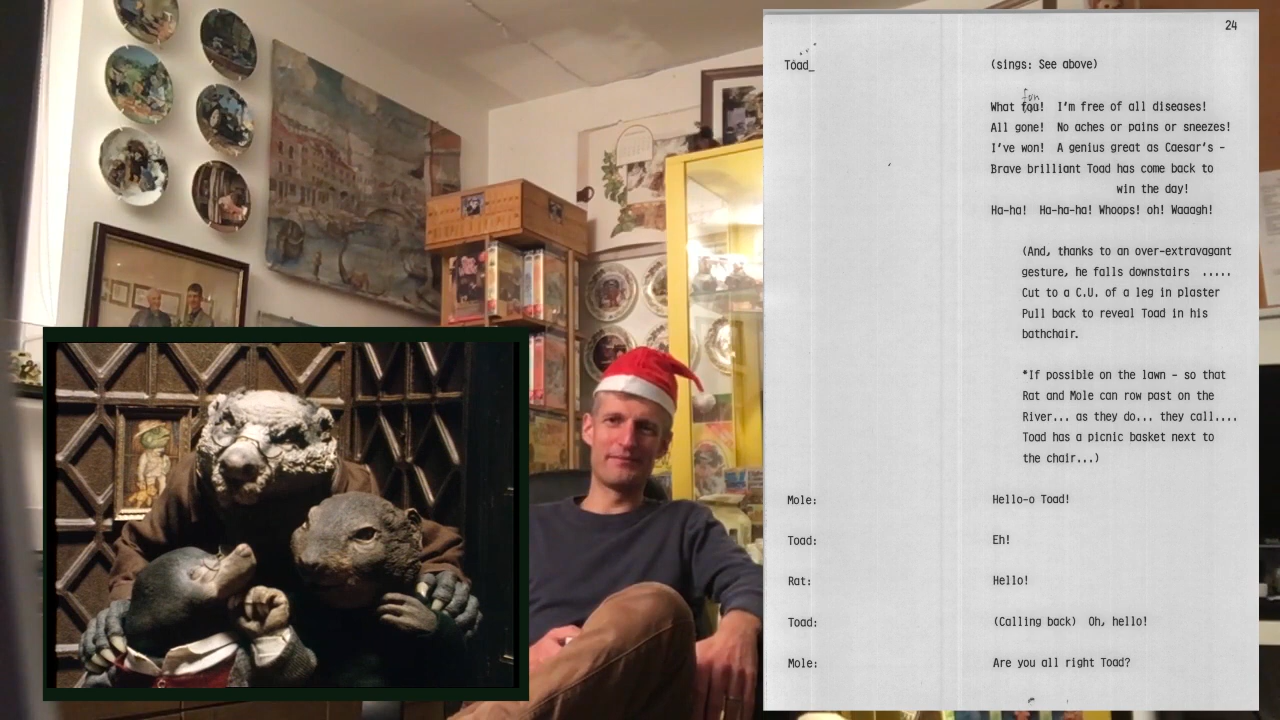 24
Toad_ (sings: See above)
fun
What fou! I'm free of all diseases!
All gone! No aches or pains or sneezes!
I've won! A genius great as Caesar's -
Brave brilliant Toad has come back to
win the day!
Ha-ha! Ha-ha-ha! Whoops! oh! Waaagh!
(And, thanks to an over-extravagant
gesture, he falls downstairs .....
Cut to a C.U. of a leg in plaster
Pull back to reveal Toad in his
bathchair.
*If possible on the lawn - so that
Rat and Mole can row past on the
River... as they do... they call....
Toad has a picnic basket next to
the chair...)
Mole: Hello-o Toad!
Toad: Eh!
Rat: Hello!
Toad: (Calling back) Oh, hello!
Mole: Are you all right Toad?